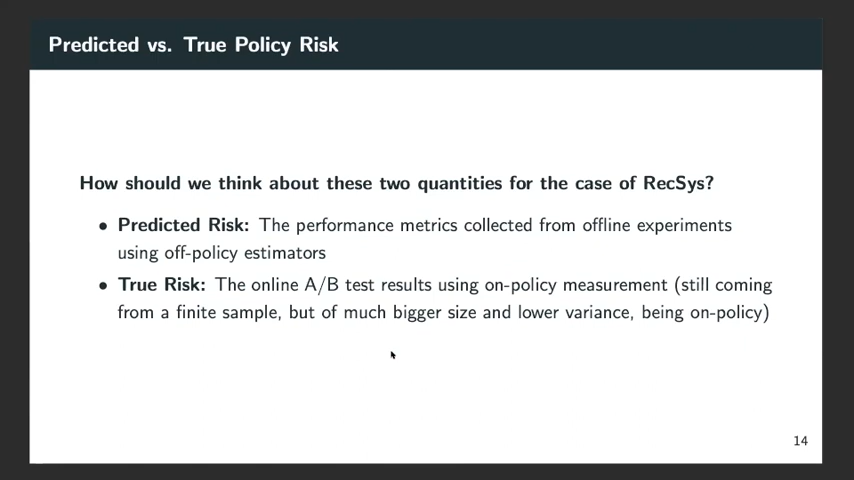 Predicted vs. True Policy Risk
How should we think about these two quantities for the case of RecSys?
• Predicted Risk: The performance metrics collected from offline experiments
using off-policy estimators
• True Risk: The online A/B test results using on-policy measurement (still coming
from a finite sample, but of much bigger size and lower variance, being on-policy)
14